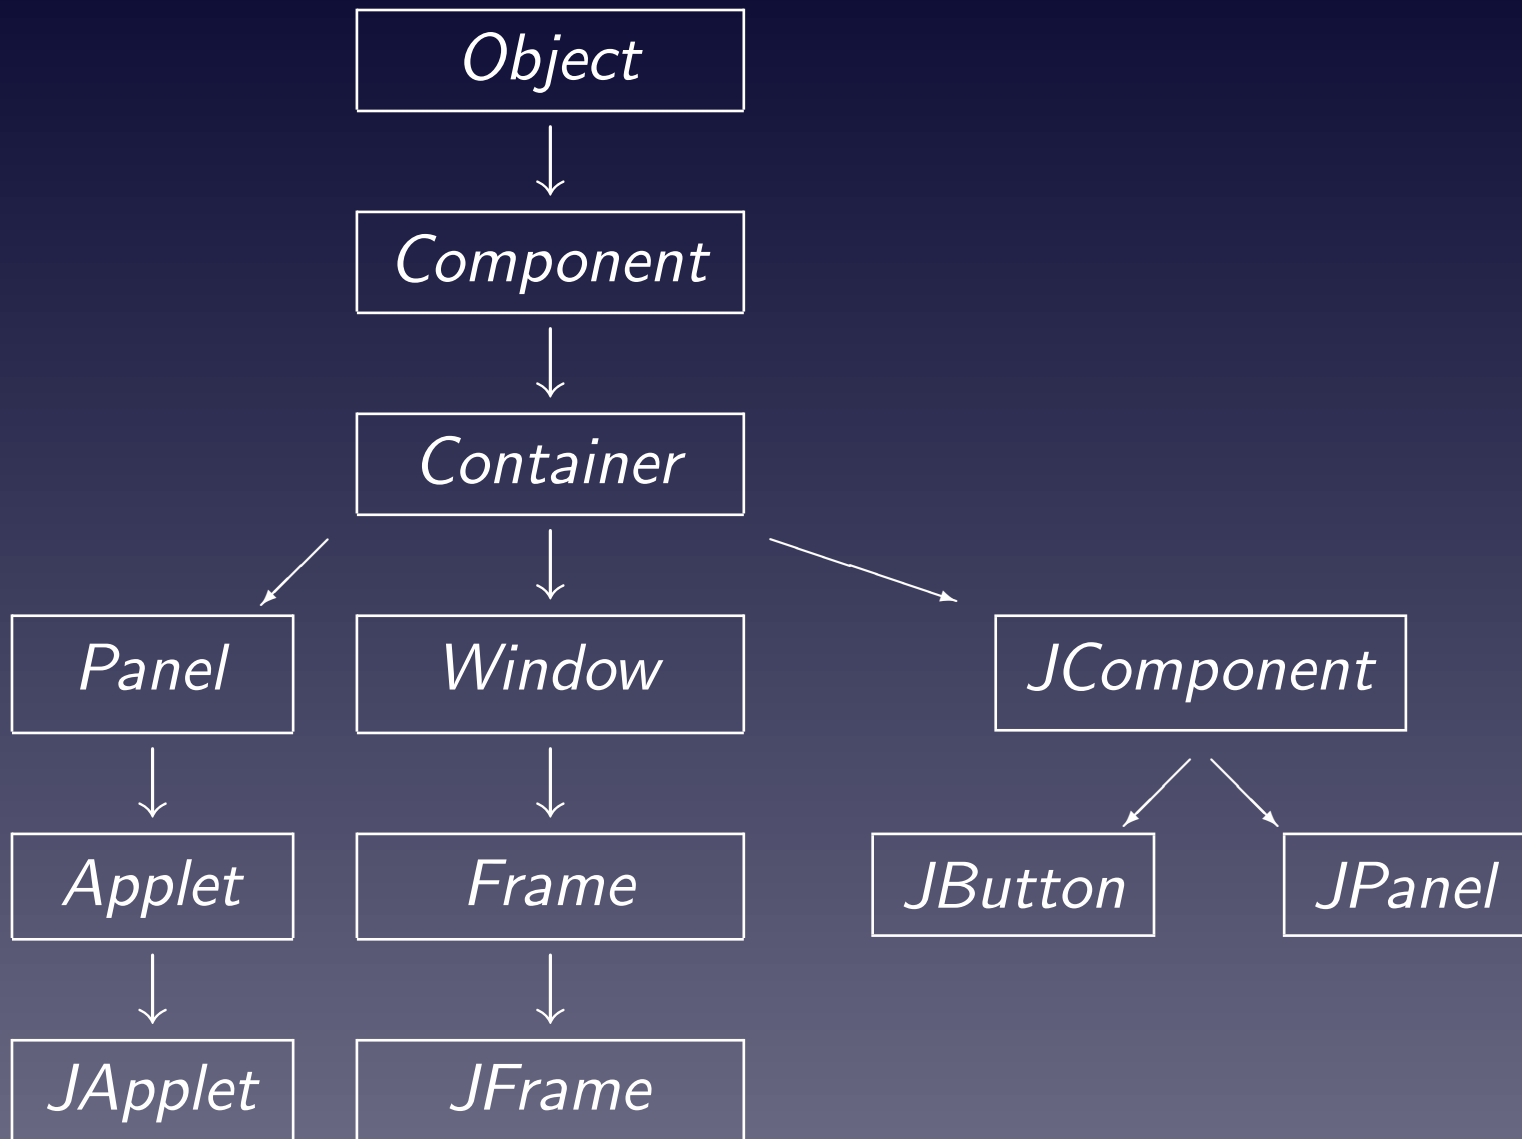 Object
Component
Container
Panel
Window
JComponent
Applet
Frame
JButton
JPanel
JApplet
JFrame